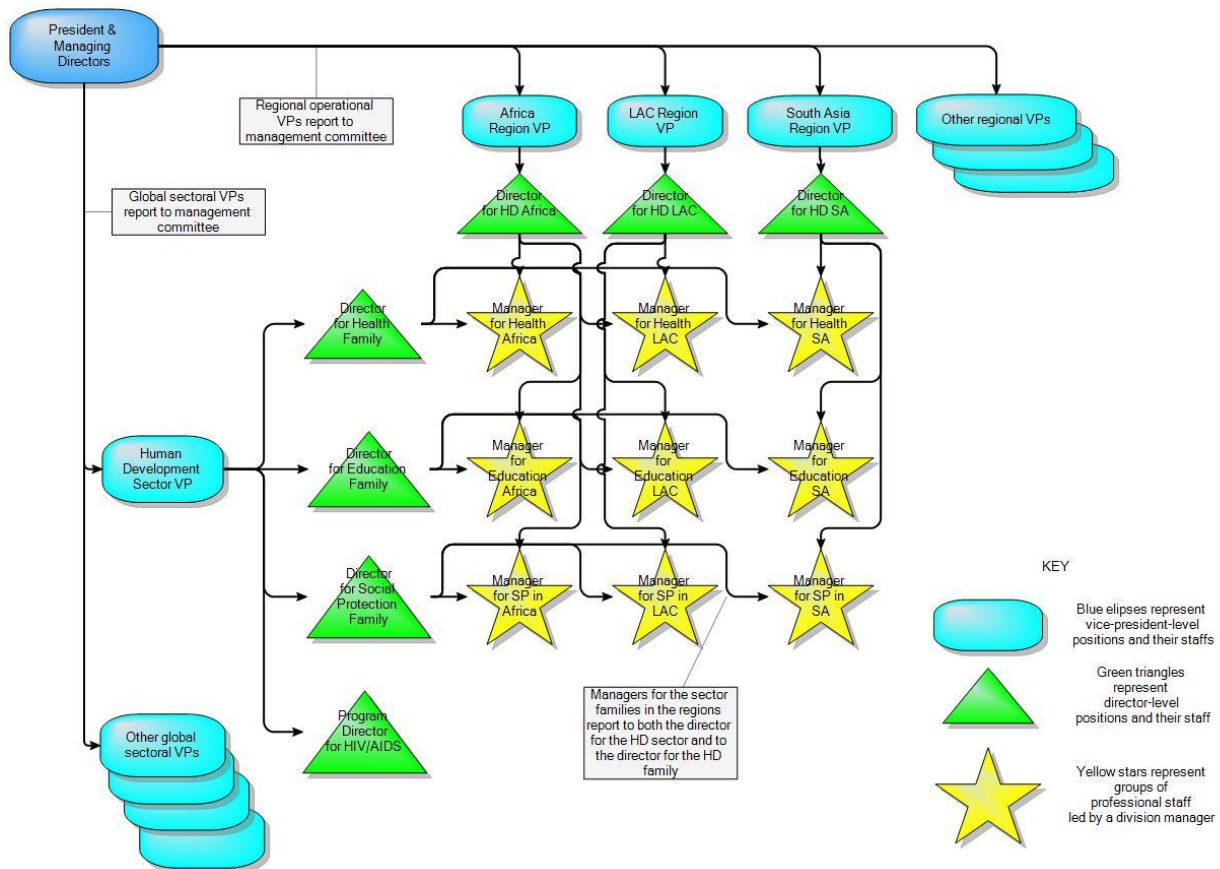 President &
Managing
Directors
Regional operational
VPs report to
management
committee
Africa
Region VP
LAC Region
VP
South Asia
Region VP
Other regional VPs
Global sectoral VPs
report to management
committee
Director
for HD Africa
Director
for HD LAC
Director
for HD SA
Director
for Health
Family
Manager
for Health
Africa
Manager
for Health
LAC
Manager
for Health
SA
Human
Development
Sector VP
Director
for Education
Family
Manager
for
Education
Africa
Manager
for
Education
LAC
Manager
for
Education
SA
Director
for Social
Protection
Family
Manager
for SP in
Africa
Manager
for SP in
LAC
Manager
for SP in
SA
Managers for the sector
families in the regions
report to both the director
for the HD sector and to
the director for the HD
family
Program
Director
for HIV/AIDS
Other global
sectoral VPs
KEY
Blue elipses represent
vice-president-level
positions and their staffs
Green triangles
represent
director-level
positions and their staff
Yellow stars represent
groups of
professional staff
led by a division manager